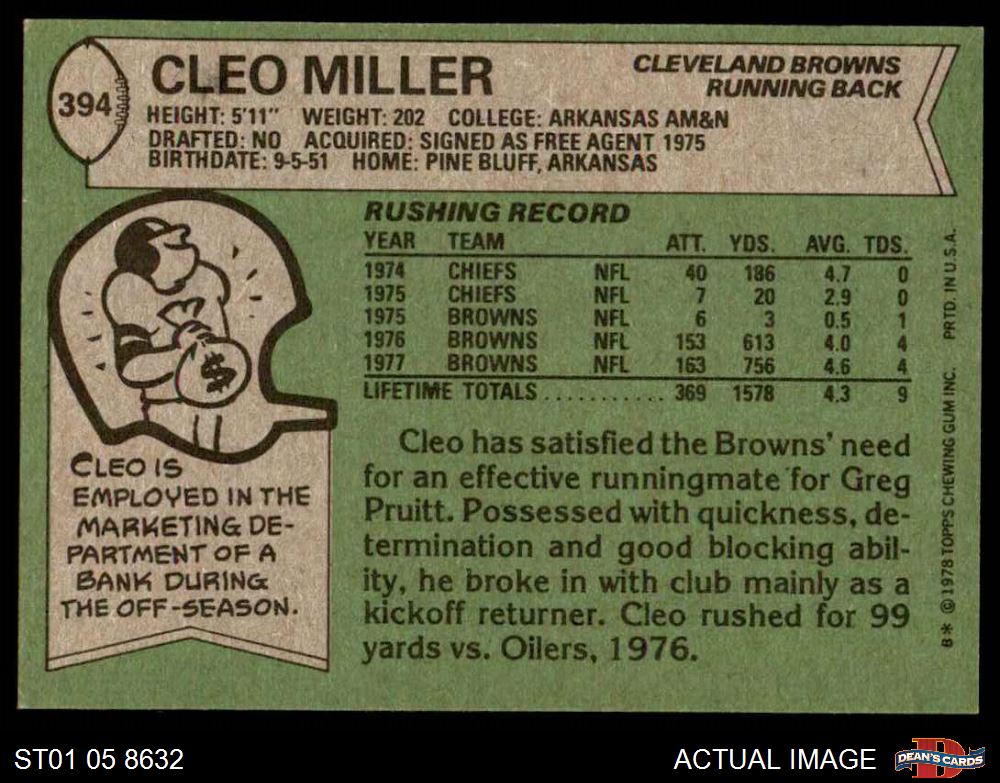 394
CLEO MILLER
CLEVELAND BROWNS
RUNNING BACK
HEIGHT: 5'11" WEIGHT: 202 COLLEGE: ARKANSAS AM&N
DRAFTED: NO ACQUIRED: SIGNED AS FREE AGENT 1975
BIRTHDATE: 9-5-51 HOME: PINE BLUFF, ARKANSAS
RUSHING RECORD
YEAR TEAM ATT. YDS. AVG. TDS.
1974 CHIEFS NFL 40 186 4.7 0
1975 CHIEFS NFL 7 20 2.9 0
1975 BROWNS NFL 6 3 0.5 1
1976 BROWNS NFL 153 613 4.0 4
1977 BROWNS NFL 163 756 4.6 4
LIFETIME TOTALS ........... 369 1578 4.3 9
$
CLEO IS
EMPLOYED IN THE
MARKETING DE-
PARTMENT OF A
BANK DURING
THE OFF-SEASON.
Cleo has satisfied the Browns' need
for an effective runningmate for Greg
Pruitt. Possessed with quickness, de-
termination and good blocking abil-
ity, he broke in with club mainly as a
kickoff returner. Cleo rushed for 99
yards vs. Oilers, 1976.
B* © 1978 TOPPS CHEWING GUM INC. PRTD. IN U.S.A.
ST01 05 8632
ACTUAL IMAGE
D
DEAN'S CARDS